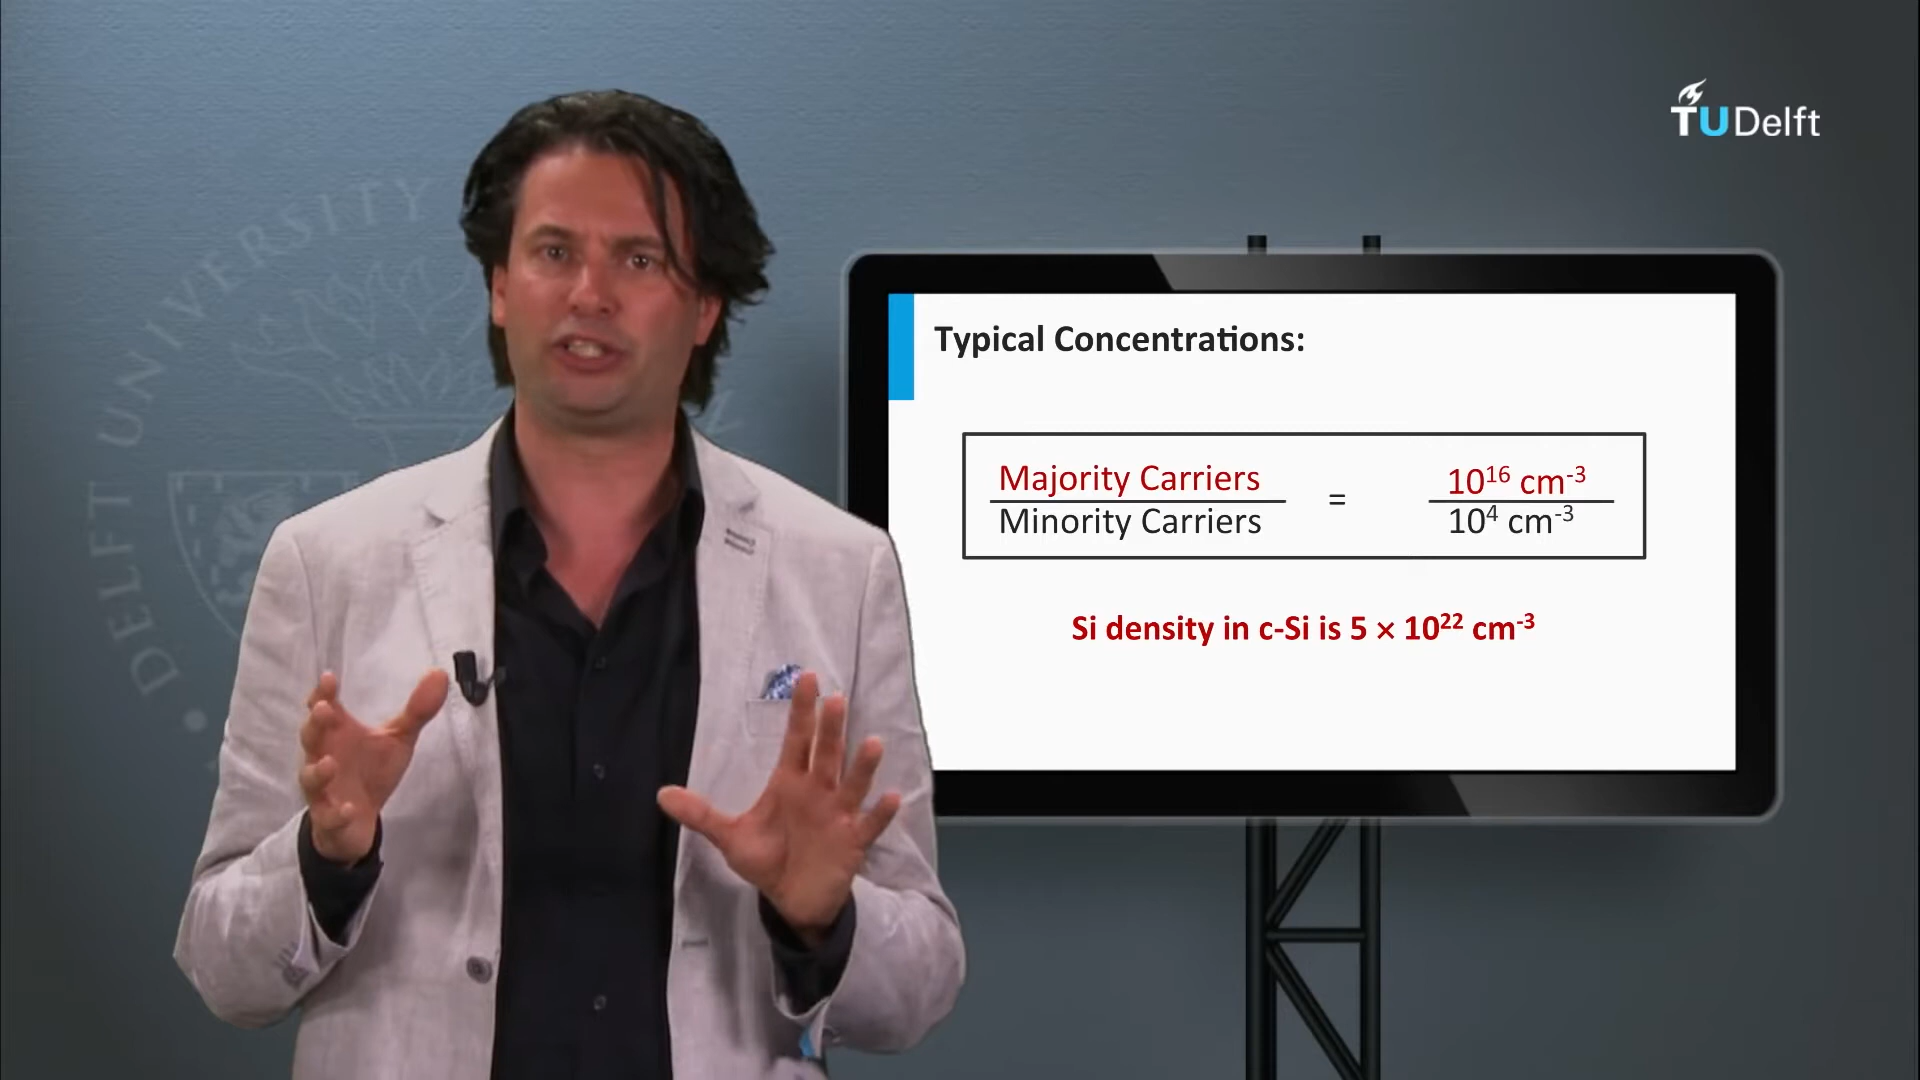 TUDelft
DELFT UNIVERSITY
Typical Concentrations:
Majority Carriers
Minority Carriers
=
10¹⁶ cm⁻³
10⁴ cm⁻³
Si density in c-Si is 5 × 10²² cm⁻³